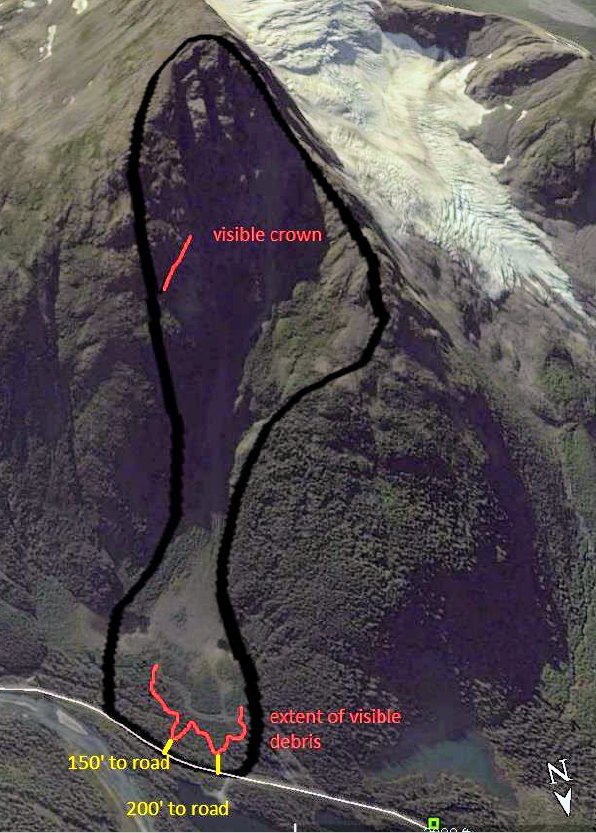 visible crown
extent of visible
debris
150' to road
200' to road
N